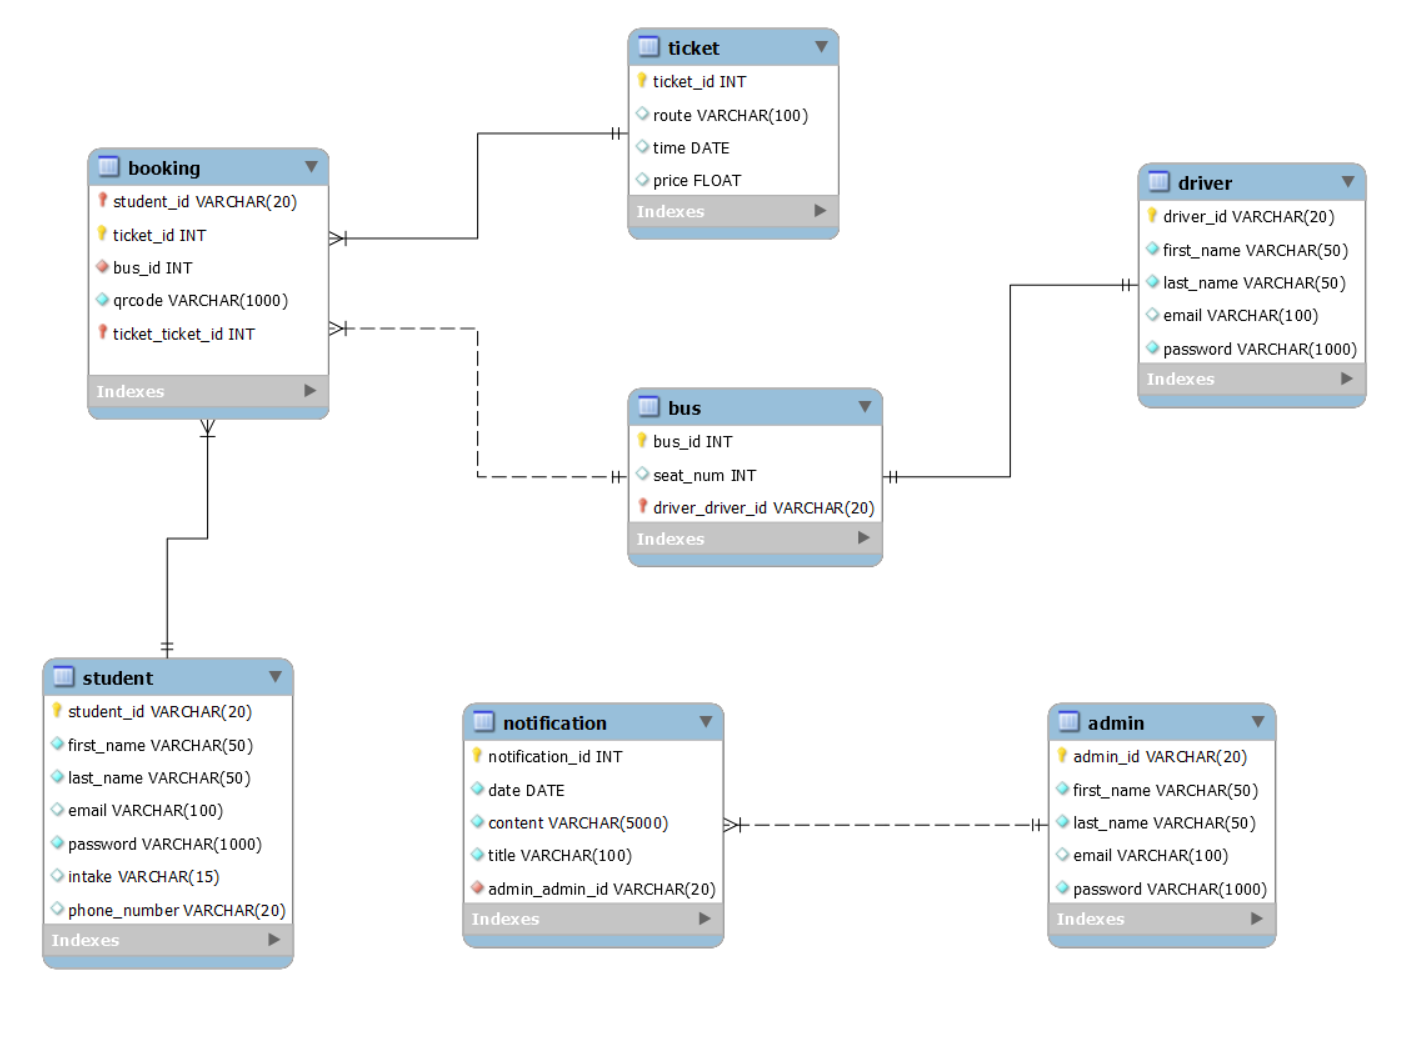 ticket
ticket_id INT
route VARCHAR(100)
time DATE
price FLOAT
Indexes
booking
student_id VARCHAR(20)
ticket_id INT
bus_id INT
qrcode VARCHAR(1000)
ticket_ticket_id INT
Indexes
driver
driver_id VARCHAR(20)
first_name VARCHAR(50)
last_name VARCHAR(50)
email VARCHAR(100)
password VARCHAR(1000)
Indexes
bus
bus_id INT
seat_num INT
driver_driver_id VARCHAR(20)
Indexes
student
student_id VARCHAR(20)
first_name VARCHAR(50)
last_name VARCHAR(50)
email VARCHAR(100)
password VARCHAR(1000)
intake VARCHAR(15)
phone_number VARCHAR(20)
Indexes
notification
notification_id INT
date DATE
content VARCHAR(5000)
title VARCHAR(100)
admin_admin_id VARCHAR(20)
Indexes
admin
admin_id VARCHAR(20)
first_name VARCHAR(50)
last_name VARCHAR(50)
email VARCHAR(100)
password VARCHAR(1000)
Indexes